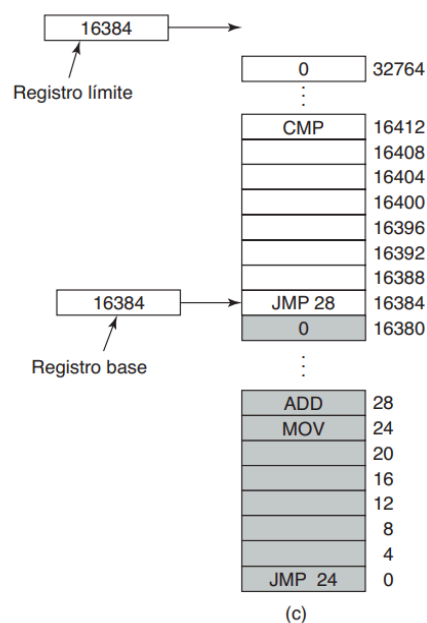 16384
Registro límite
0 32764
CMP 16412
16408
16404
16400
16396
16392
16388
16384 JMP 28 16384
0 16380
Registro base
ADD 28
MOV 24
20
16
12
8
4
JMP 24 0
(c)